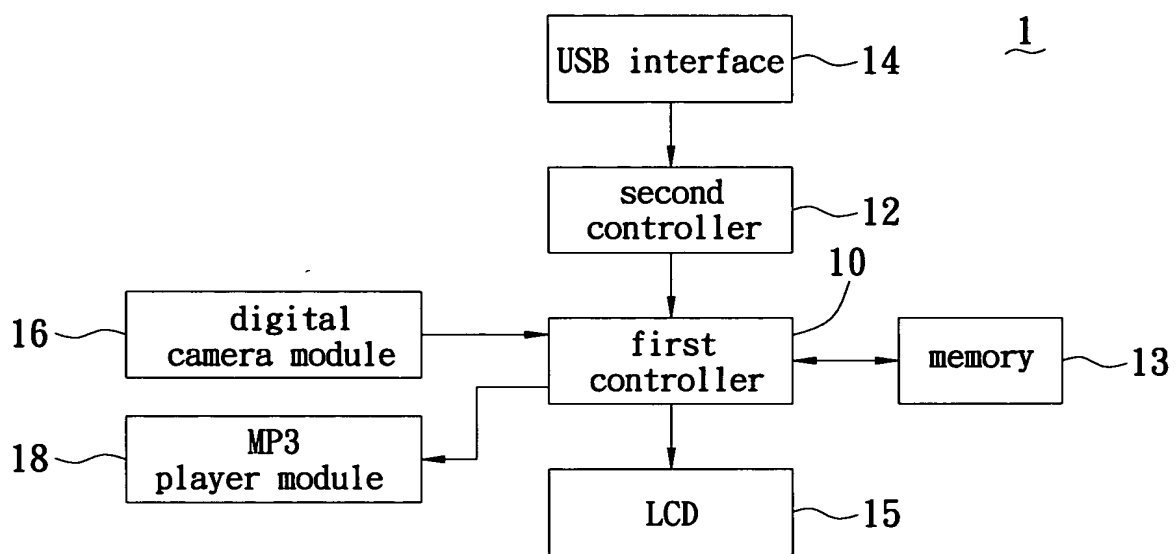 1
USB interface
14
second
controller
12
10
16
digital
camera module
first
controller
memory
13
18
MP3
player module
LCD
15